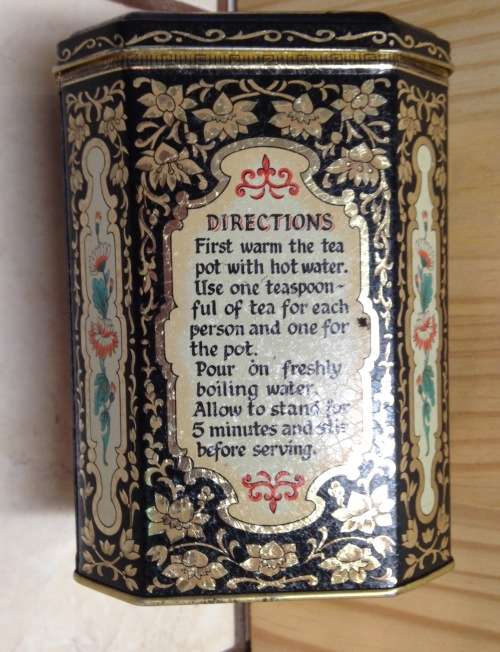 DIRECTIONS
First warm the tea
pot with hot water.
Use one teaspoon-
ful of tea for each
person and one for
the pot.
Pour on freshly
boiling water.
Allow to stand for
5 minutes and stir
before serving.